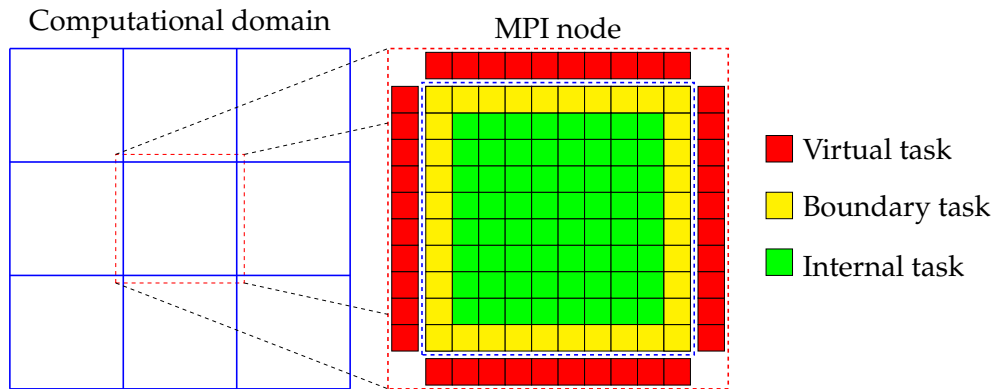 Computational domain
MPI node
Virtual task
Boundary task
Internal task